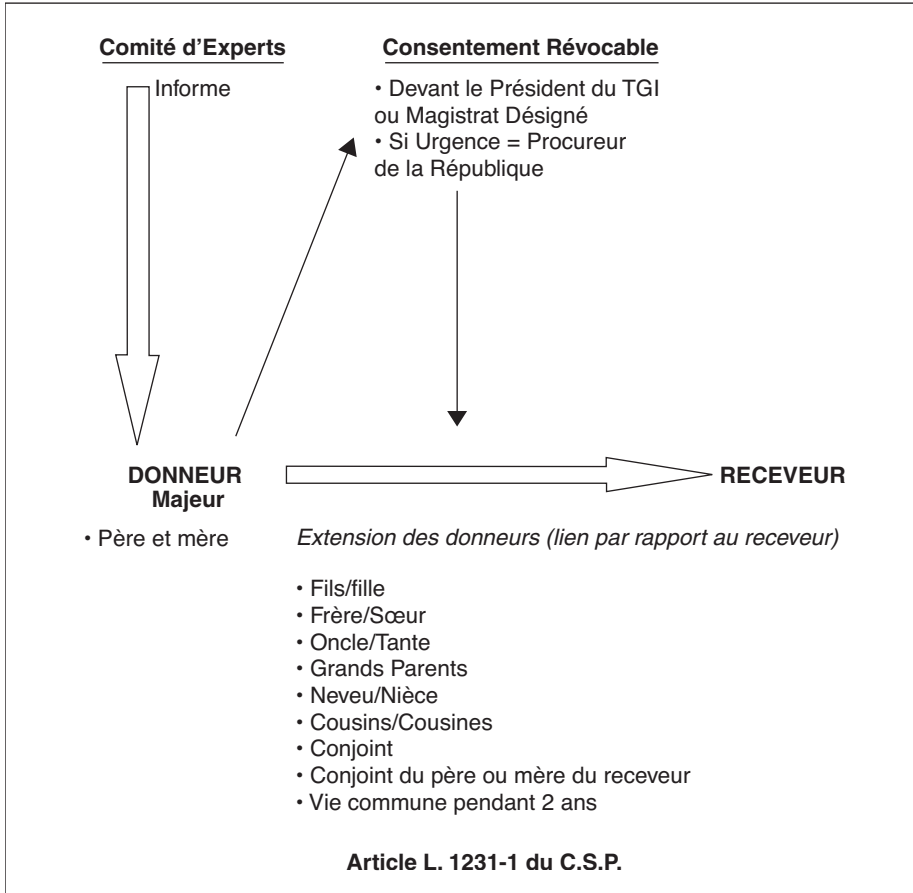 Comité d'Experts
Informe
Consentement Révocable
• Devant le Président du TGI
ou Magistrat Désigné
• Si Urgence = Procureur
de la République
DONNEUR
Majeur
RECEVEUR
• Père et mère
Extension des donneurs (lien par rapport au receveur)
• Fils/fille
• Frère/Sœur
• Oncle/Tante
• Grands Parents
• Neveu/Nièce
• Cousins/Cousines
• Conjoint
• Conjoint du père ou mère du receveur
• Vie commune pendant 2 ans
Article L. 1231-1 du C.S.P.